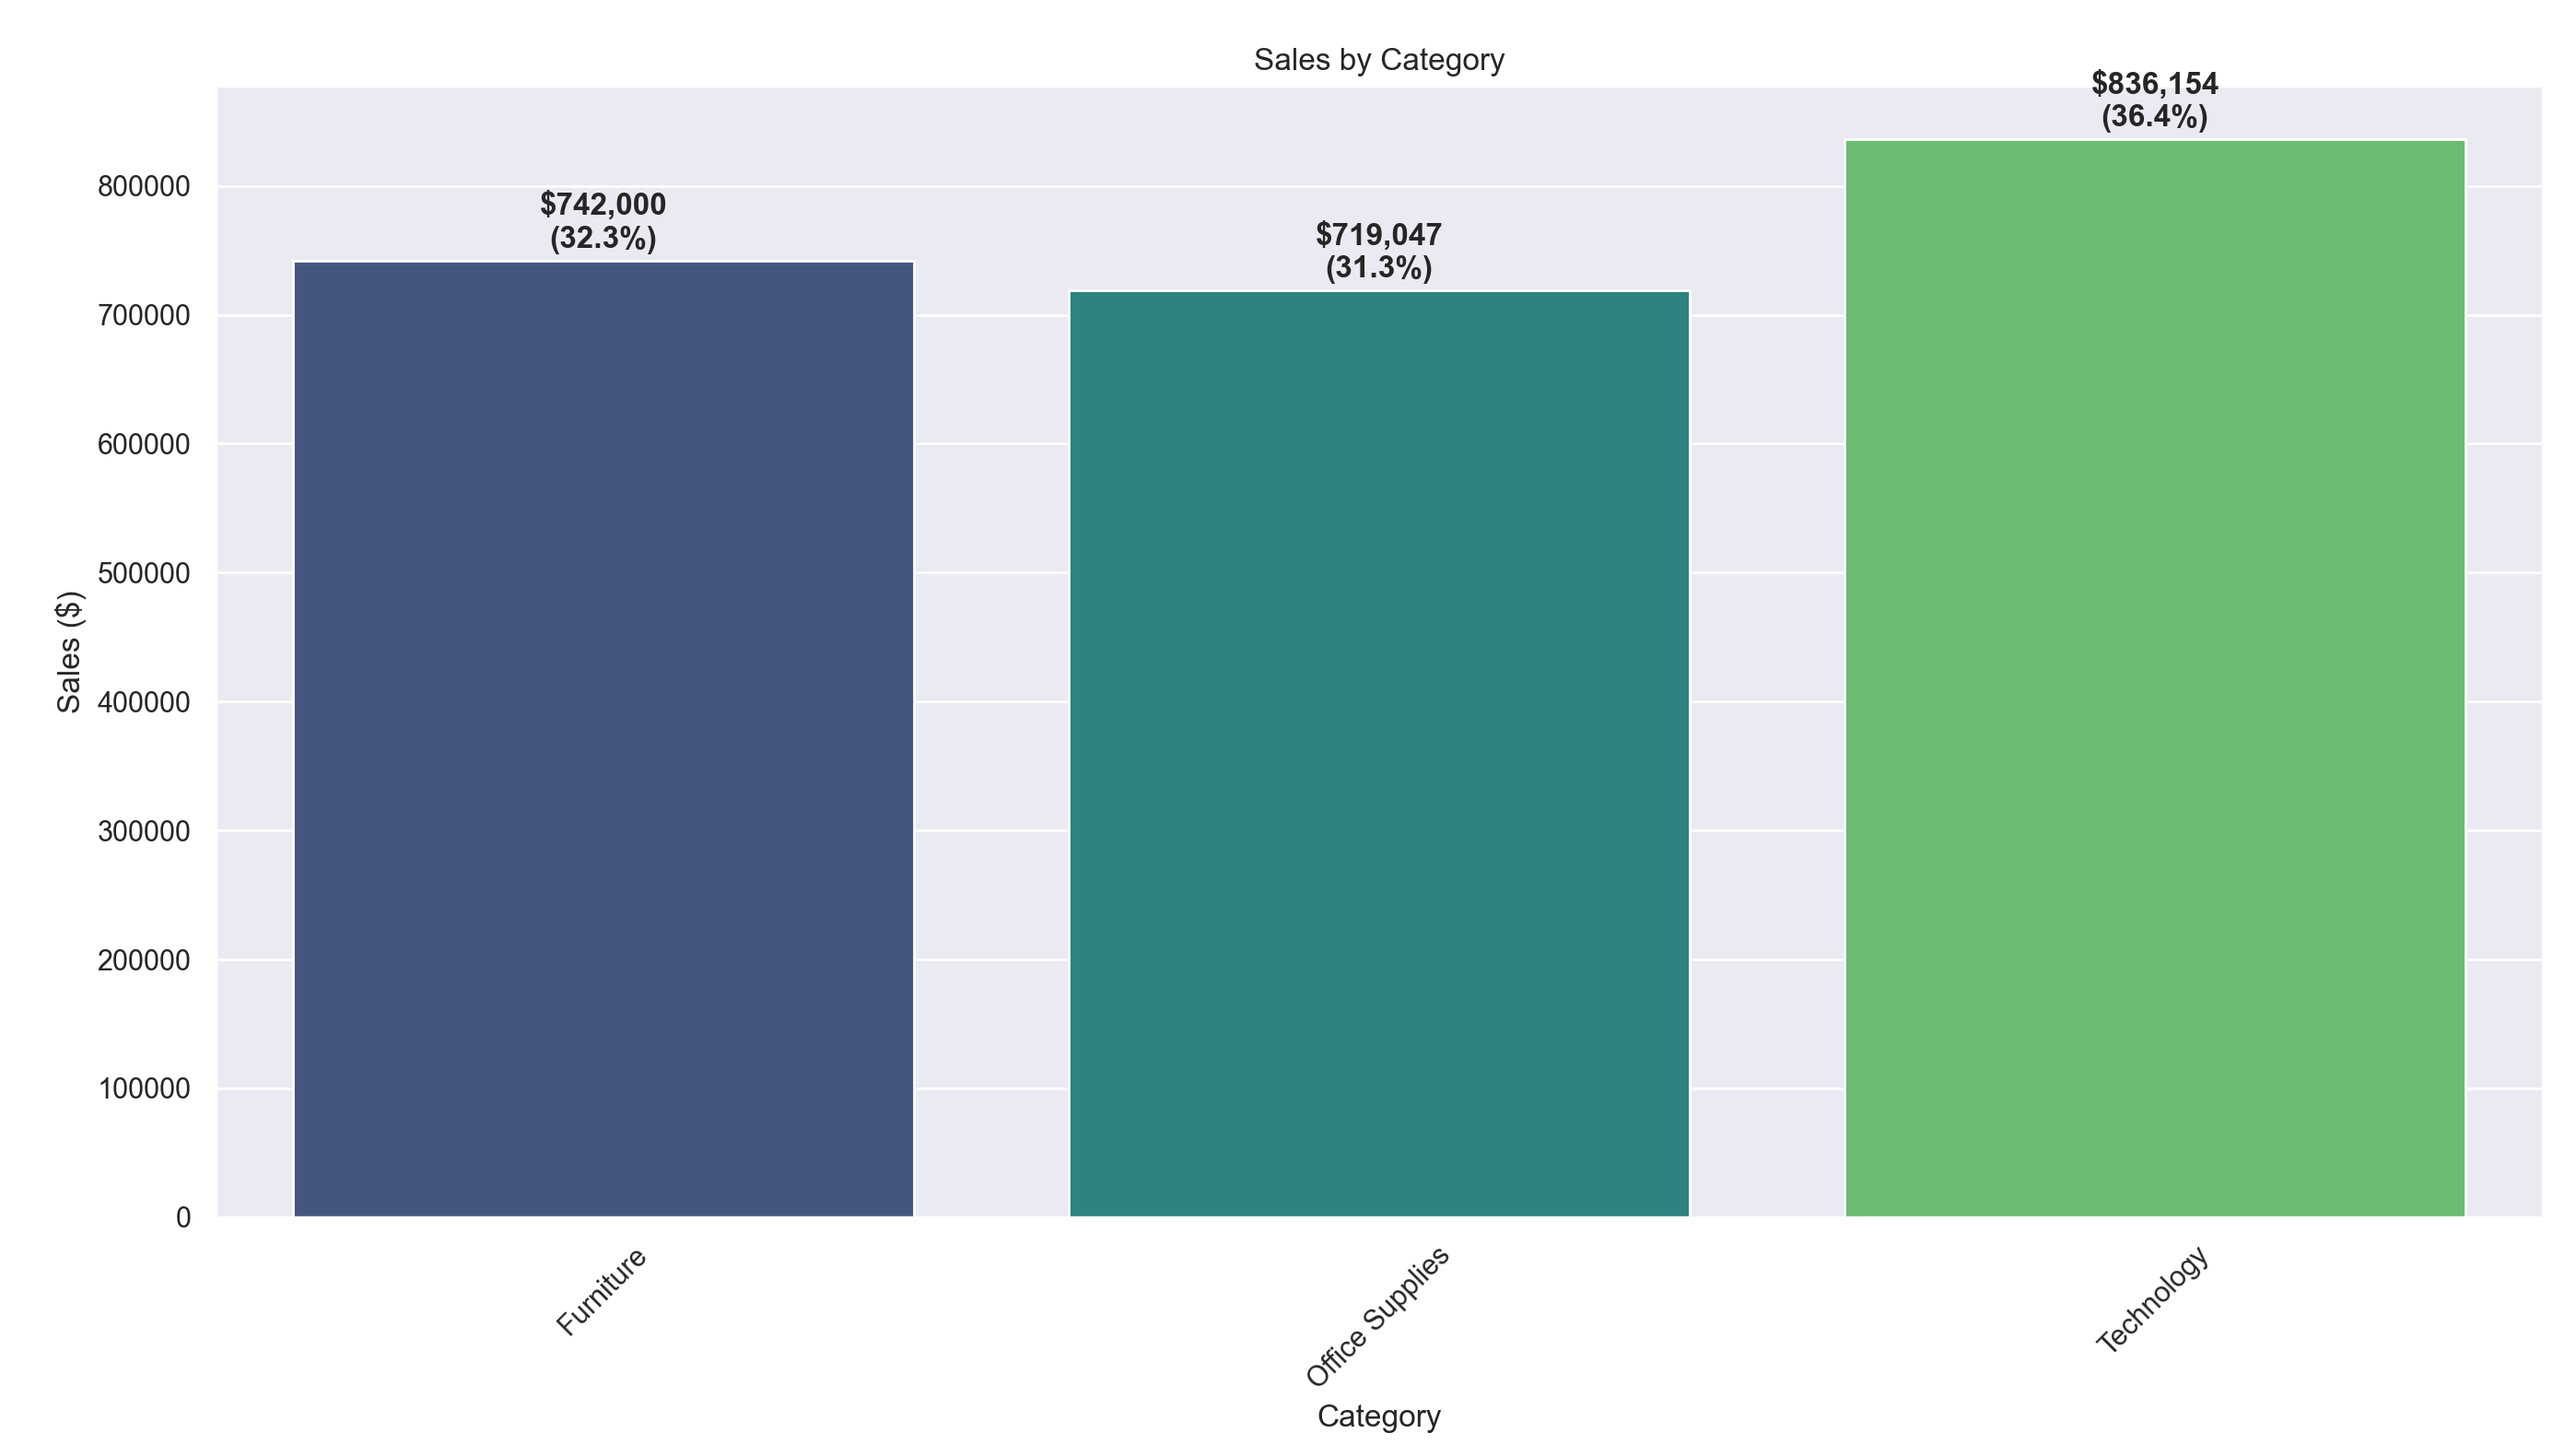 Sales by Category
$836,154
(36.4%)
$742,000
(32.3%)
$719,047
(31.3%)
800000
700000
600000
500000
400000
300000
200000
100000
0
Sales ($)
Furniture
Office Supplies
Technology
Category